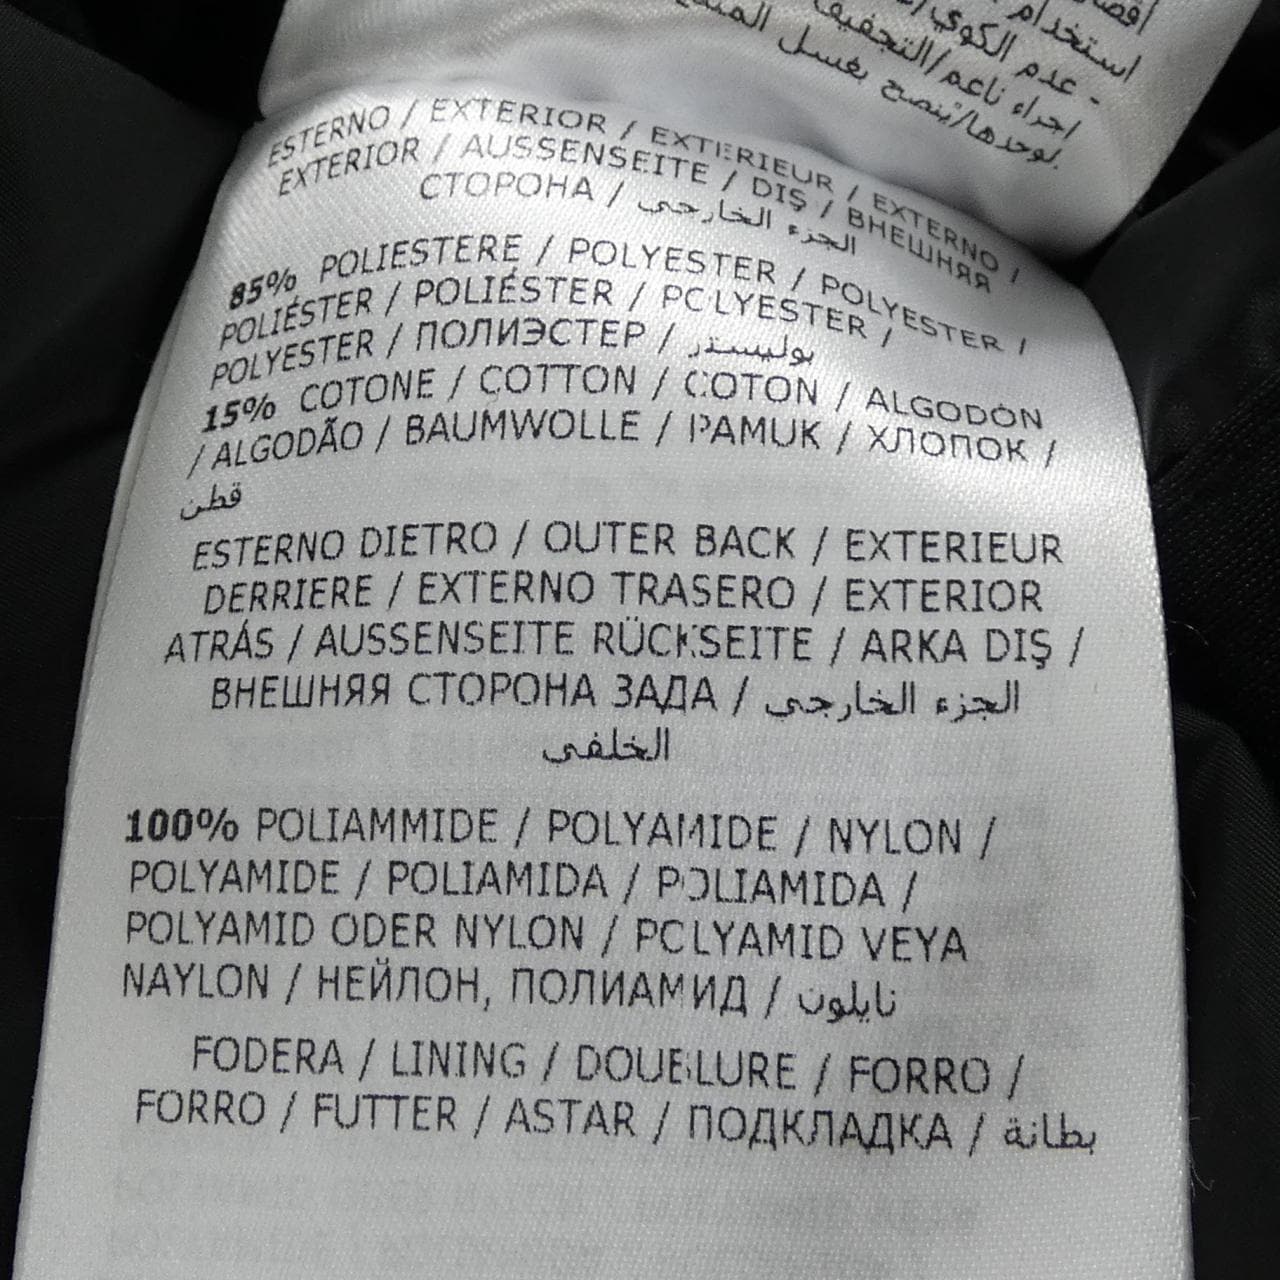 استخدام
- عدم الكوي
اجراء ناعم/التجفيف
بوحدها/يُنصح بغسل
ESTERNO / EXTERIOR / EXTERIEUR / EXTERNO /
EXTERIOR / AUSSENSEITE / DIŞ / ВНЕШНЯЯ
СТОРОНА / الجزء الخارجي
85% POLIESTERE / POLYESTER / POLYESTER /
POLIÉSTER / POLIÉSTER / POLYESTER /
POLYESTER / ПОЛИЭСТЕР / بوليستر
15% COTONE / COTTON / COTON / ALGODÓN
/ ALGODÃO / BAUMWOLLE / PAMUK / ХЛОПОК /
قطن
ESTERNO DIETRO / OUTER BACK / EXTERIEUR
DERRIERE / EXTERNO TRASERO / EXTERIOR
ATRÁS / AUSSENSEITE RÜCKSEITE / ARKA DIŞ /
ВНЕШНЯЯ СТОРОНА ЗАДА / الجزء الخارجي
الخلفي
100% POLIAMMIDE / POLYAMIDE / NYLON /
POLYAMIDE / POLIAMIDA / POLIAMIDA /
POLYAMID ODER NYLON / POLYAMID VEYA
NAYLON / НЕЙЛОН, ПОЛИАМИД / نايلون
FODERA / LINING / DOUBLURE / FORRO /
FORRO / FUTTER / ASTAR / ПОДКЛАДКА / بطانة